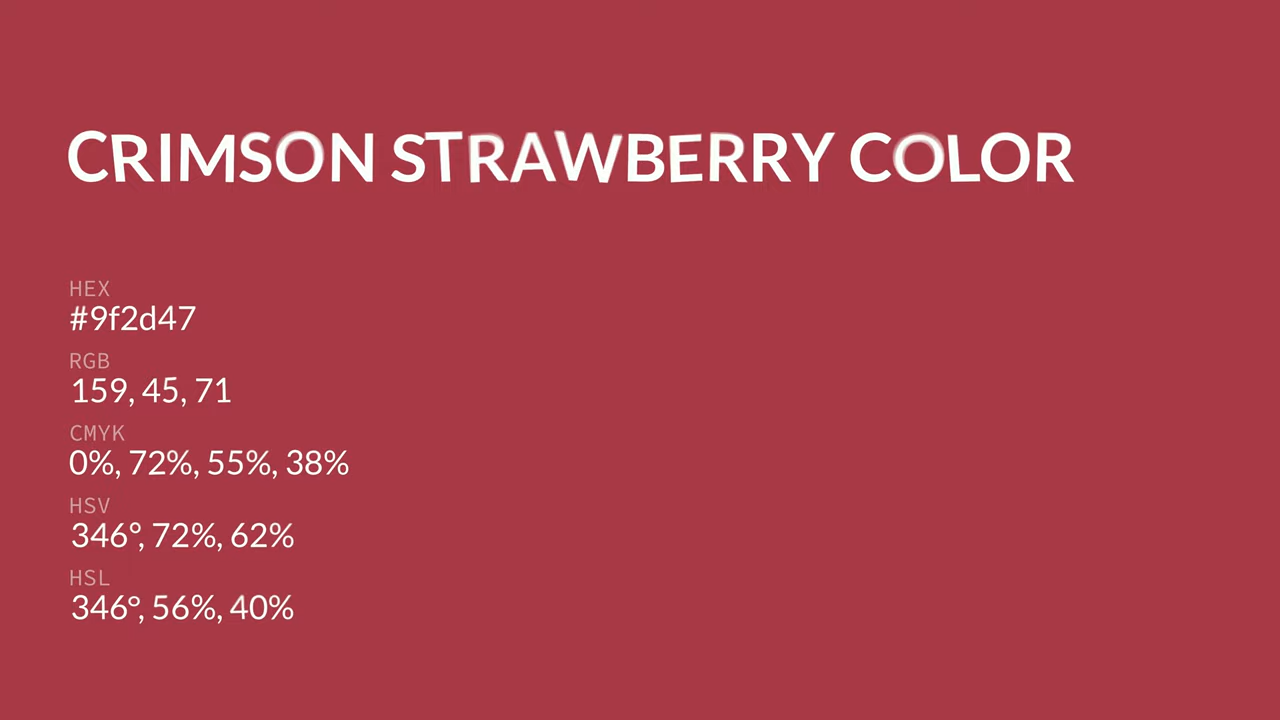 CRIMSON STRAWBERRY COLOR
HEX
#9f2d47
RGB
159, 45, 71
CMYK
0%, 72%, 55%, 38%
HSV
346°, 72%, 62%
HSL
346°, 56%, 40%